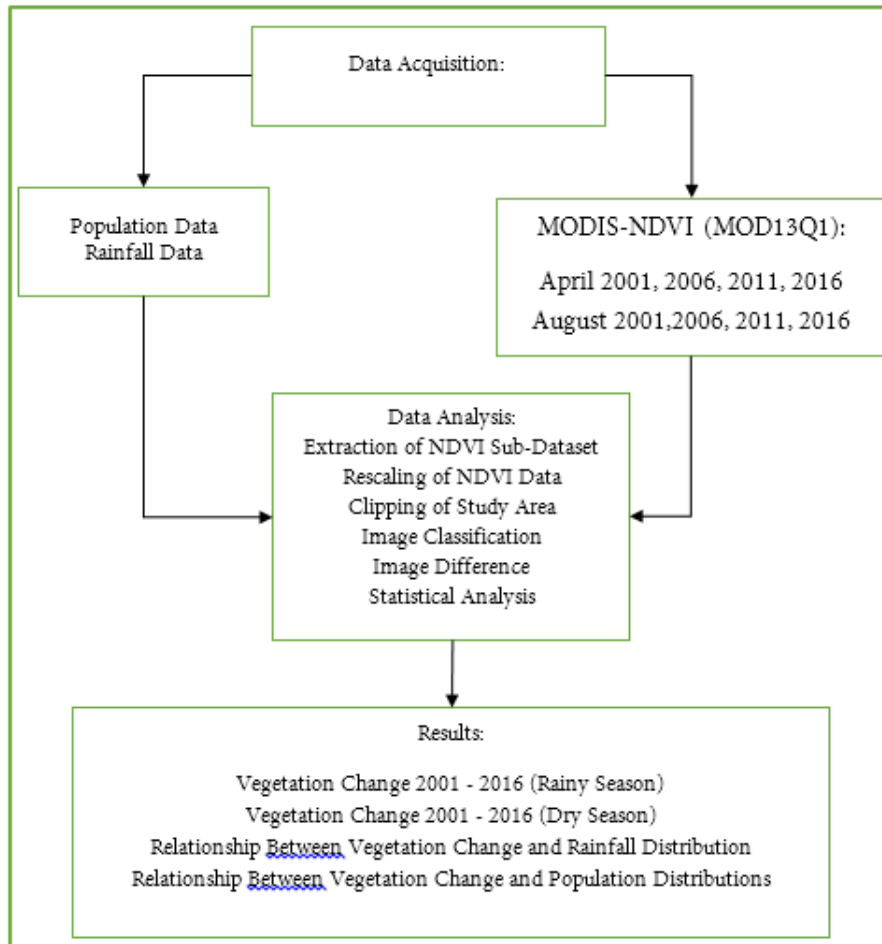 Data Acquisition:
Population Data
Rainfall Data
MODIS-NDVI (MOD13Q1):
April 2001, 2006, 2011, 2016
August 2001,2006, 2011, 2016
Data Analysis:
Extraction of NDVI Sub-Dataset
Rescaling of NDVI Data
Clipping of Study Area
Image Classification
Image Difference
Statistical Analysis
Results:
Vegetation Change 2001 - 2016 (Rainy Season)
Vegetation Change 2001 - 2016 (Dry Season)
Relationship Between Vegetation Change and Rainfall Distribution
Relationship Between Vegetation Change and Population Distributions